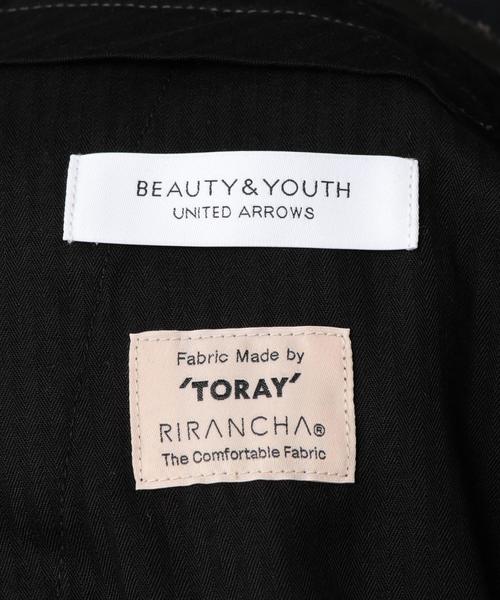 BEAUTY&YOUTH
UNITED ARROWS
Fabric Made by
'TORAY'
RIRANCHA®
The Comfortable Fabric